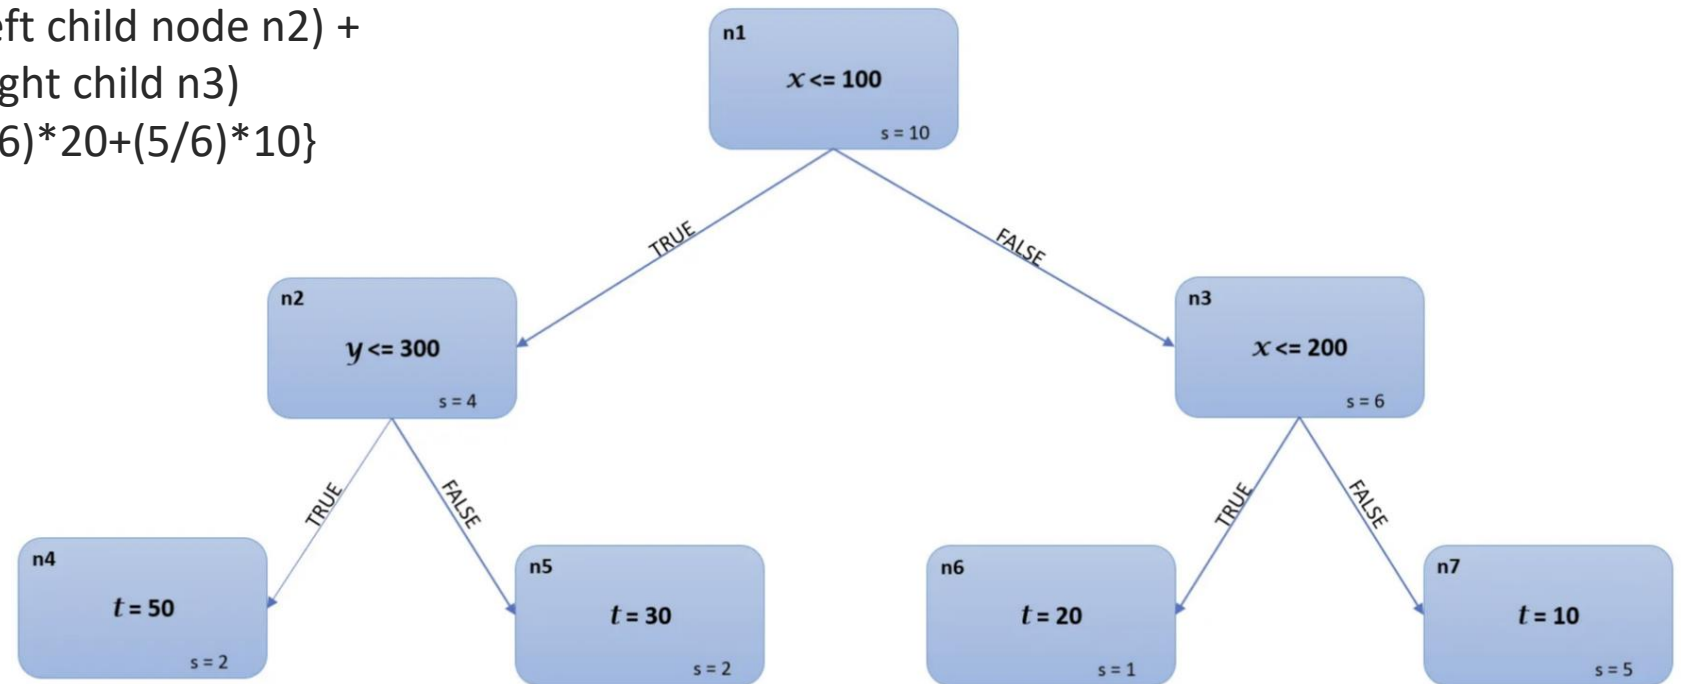 eft child node n2) +
ght child n3)
6)*20+(5/6)*10}
n1
x <= 100
s = 10
TRUE
FALSE
n2
y <= 300
s = 4
n3
x <= 200
s = 6
TRUE
FALSE
TRUE
FALSE
n4
t = 50
s = 2
n5
t = 30
s = 2
n6
t = 20
s = 1
n7
t = 10
s = 5